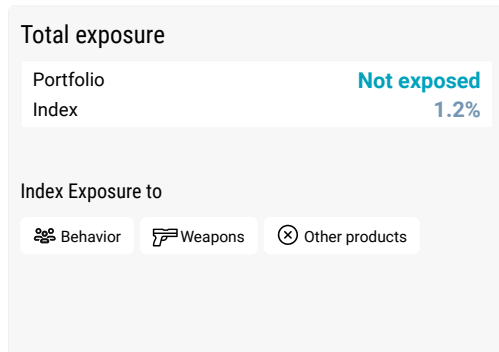 Total exposure
Portfolio Not exposed
Index 1.2%
Index Exposure to
Behavior Weapons Other products